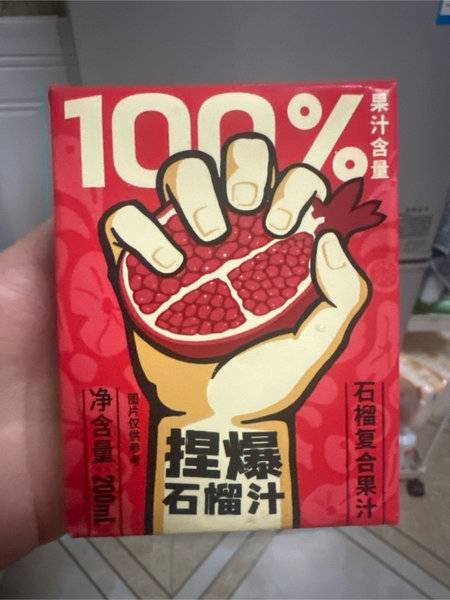 100%
果汁含量
净含量:200mL
图片仅供参考
捏爆
石榴汁
石榴复合果汁